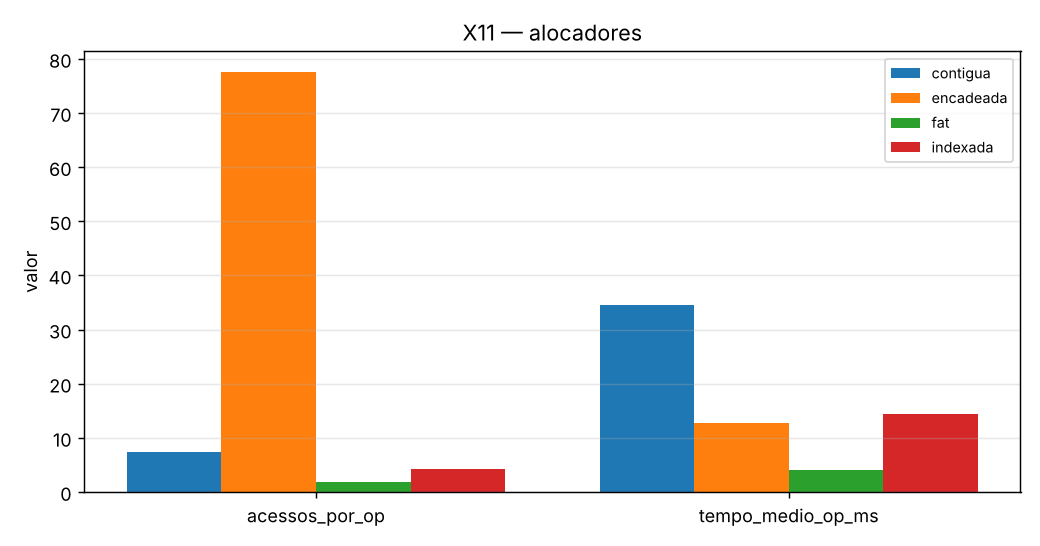 X11 — alocadores
contigua
encadeada
fat
indexada
valor
80
70
60
50
40
30
20
10
0
acessos_por_op
tempo_medio_op_ms